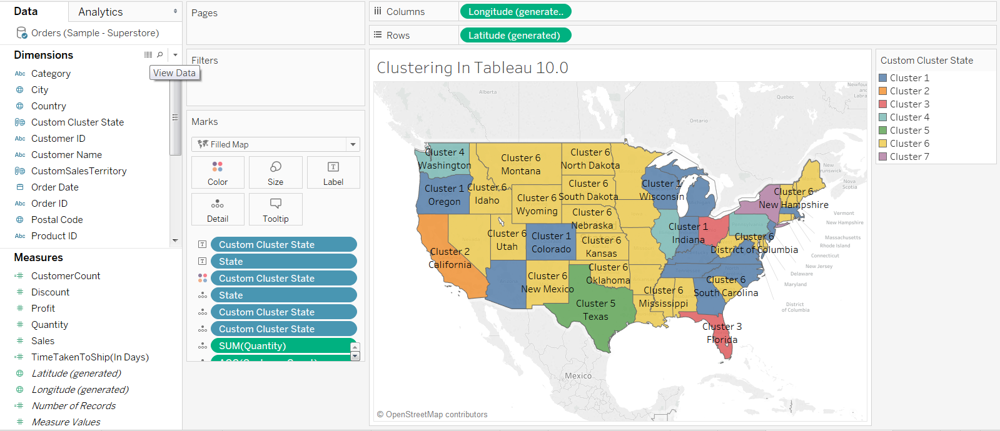 Data
Analytics
Orders (Sample - Superstore)
Dimensions
View Data
Abc Category
City
Country
Custom Cluster State
Abc Customer ID
Abc Customer Name
CustomSalesTerritory
Order Date
Abc Order ID
Postal Code
Abc Product ID
Measures
CustomerCount
Discount
Profit
Quantity
Sales
TimeTakenToShip(In Days)
Latitude (generated)
Longitude (generated)
Number of Records
Measure Values
Pages
Filters
Marks
Filled Map
Color
Size
T
Label
Detail
Tooltip
T Custom Cluster State
T State
Custom Cluster State
State
Custom Cluster State
Custom Cluster State
SUM(Quantity)
Columns
Longitude (generate..
Rows
Latitude (generated)
Clustering In Tableau 10.0
Alberta
Ontario
Quebec
Newfou
and
Labra
New
Brunswick
Nova
Scotia
Cluster 4
Washington
Cluster 6
Montana
Cluster 6
North Dakota
Cluster 1
Oregon
Cluster 6
Idaho
Cluster 6
Wyoming
Cluster 6
South Dakota
Cluster 1
Wisconsin
Cluster 6
New Hampshire
Cluster 6
Nebraska
Cluster 6
Utah
Cluster 1
Colorado
Cluster 6
Kansas
Cluster 1
Indiana
Cluster 6
District of Columbia
Cluster 2
California
Cluster 6
New Mexico
Cluster 6
Oklahoma
Cluster 6
South Carolina
Cluster 6
Mississippi
Cluster 5
Texas
Cluster 3
Florida
Vermont
New Hampshire
Massachusetts
Rhode Island
Connecticut
New Jersey
Delaware
Maryland
District
of Columbia
Mexico
© OpenStreetMap contributors
Custom Cluster State
Cluster 1
Cluster 2
Cluster 3
Cluster 4
Cluster 5
Cluster 6
Cluster 7